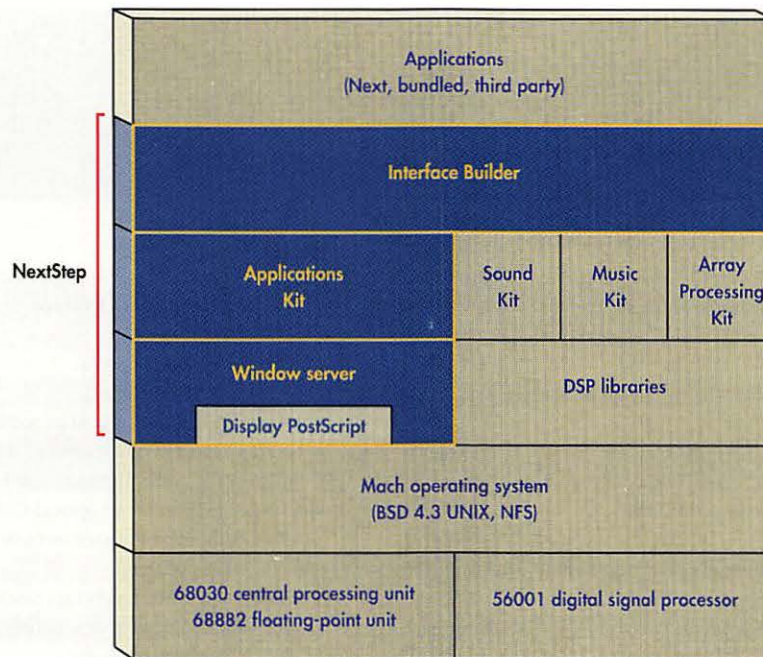 Applications
(Next, bundled, third party)
Interface Builder
NextStep
Applications
Kit
Sound
Kit
Music
Kit
Array
Processing
Kit
Window server
Display PostScript
DSP libraries
Mach operating system
(BSD 4.3 UNIX, NFS)
68030 central processing unit
68882 floating-point unit
56001 digital signal processor